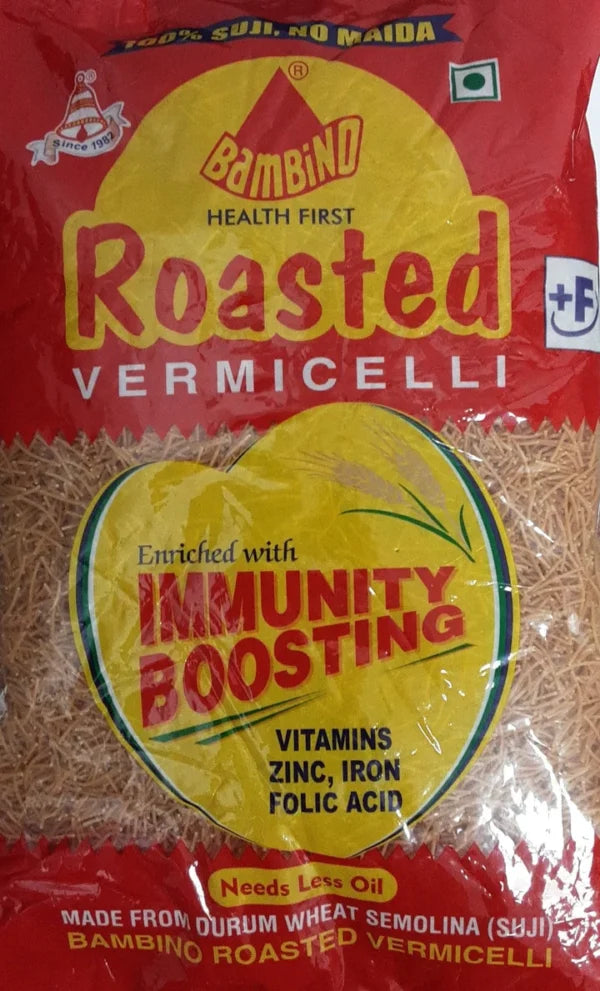 100% SUJI, NO MAIDA
®
Since 1982
®
BAMBINO
HEALTH FIRST
Roasted
+F
VERMICELLI
Enriched with
IMMUNITY
BOOSTING
VITAMINS
ZINC, IRON
FOLIC ACID
Needs Less Oil
MADE FROM DURUM WHEAT SEMOLINA (SUJI)
BAMBINO ROASTED VERMICELLI